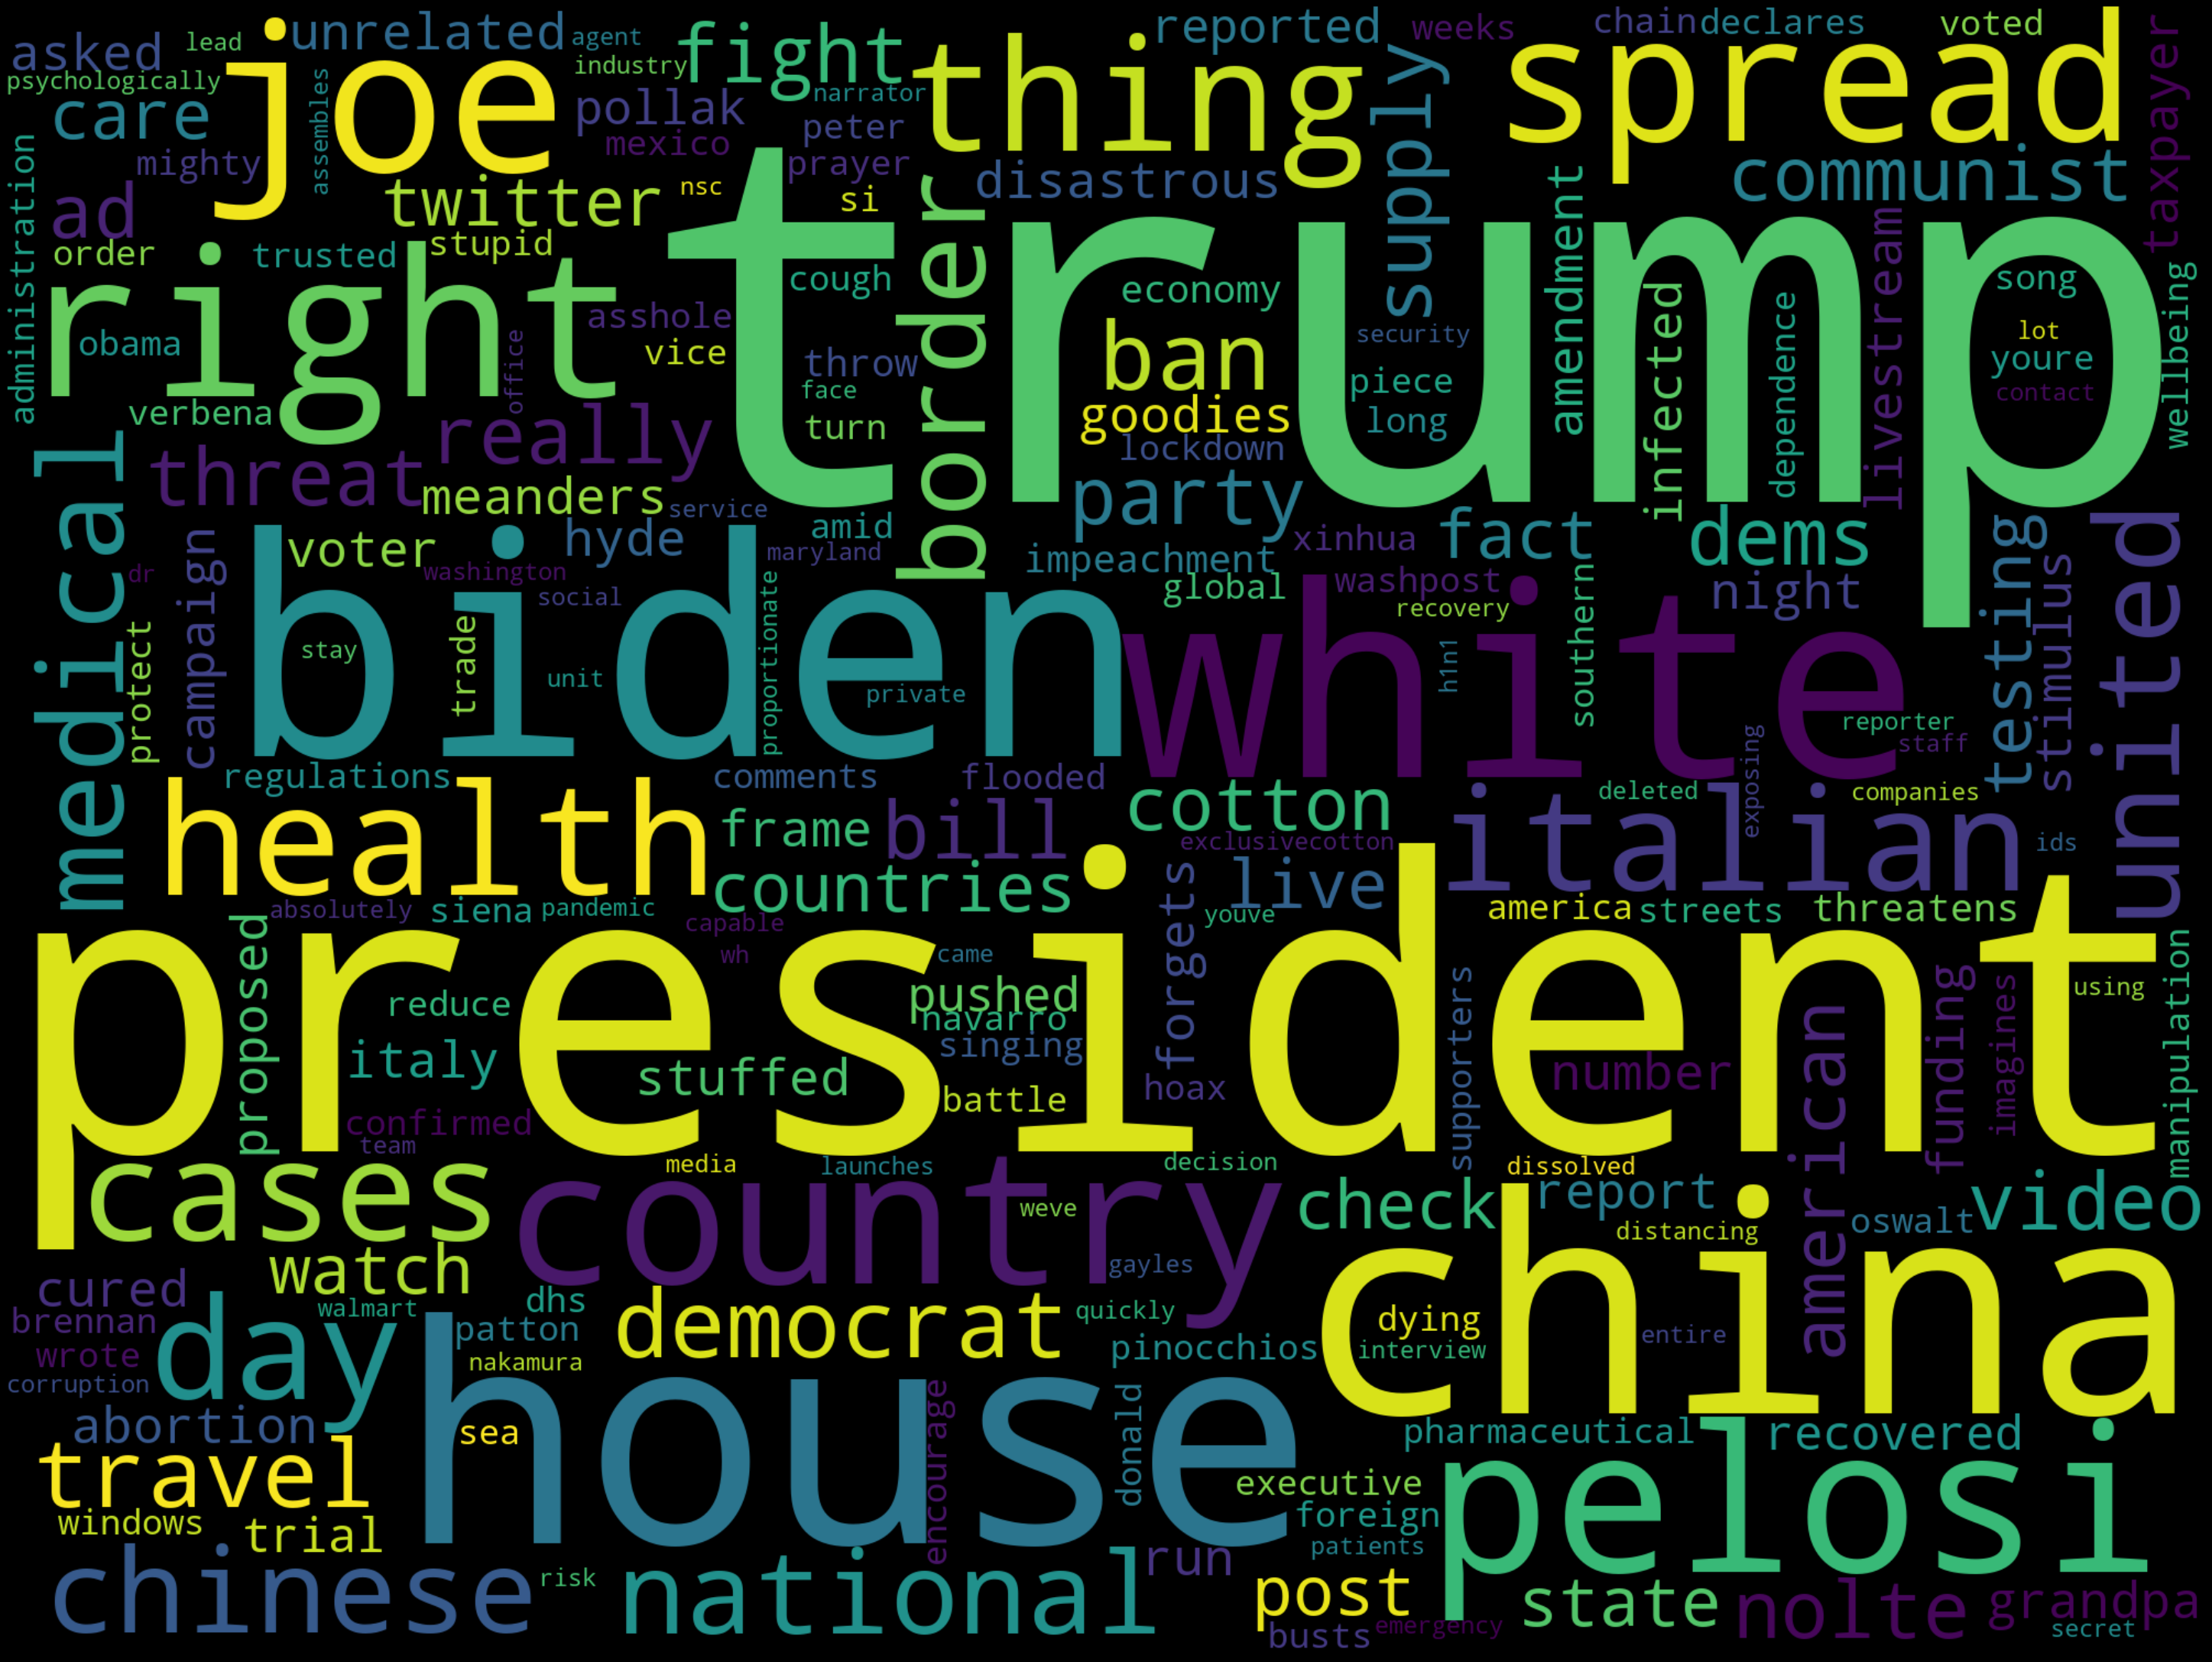 asked
lead
unrelated
agent
industry
fight
thing
reported
weeks
chain
declares
voted
taxpayer
psychologically
joe
assembles
care
pollak
narrator
peter
mexico
prayer
mighty
supply
spread
communist
administration
ad
twitter
nsc
si
disastrous
border
order
trusted
stupid
trump
right
cough
economy
amendment
livestream
song
wellbeing
obama
asshole
vice
throw
ban
security
infected
dependence
lot
youre
contact
office
face
piece
verbena
really
turn
goodies
long
lockdown
medical
threat
meanders
service
amid
party
fact
dems
united
voter
hyde
maryland
impeachment
xinhua
campaign
dr
washington
social
proportionate
global
washpost
recovery
southern
night
testing
stimulus
protect
biden
white
stay
trade
unit
private
h1n1
reporter
staff
regulations
comments
flooded
cotton
deleted
exposing
companies
health
frame
bill
exclusivecotton
italian
ids
countries
live
absolutely
siena
pandemic
capable
youve
america
streets
threatens
proposed
president
wh
came
forgets
using
reduce
pushed
navarro
supporters
american
funding
imagines
manipulation
italy
singing
stuffed
battle
hoax
number
confirmed
team
cases
media
launches
decision
dissolved
country
check
report
video
weve
distancing
oswalt
watch
gayles
china
cured
walmart
dhs
democrat
quickly
dying
brennan
day
patton
pinocchios
interview
entire
wrote
nakamura
corruption
house
encourage
donald
abortion
sea
pharmaceutical
recovered
travel
executive
pelosi
windows
trial
foreign
patients
chinese
risk
national
run
post
state
nolte
grandpa
busts
emergency
secret